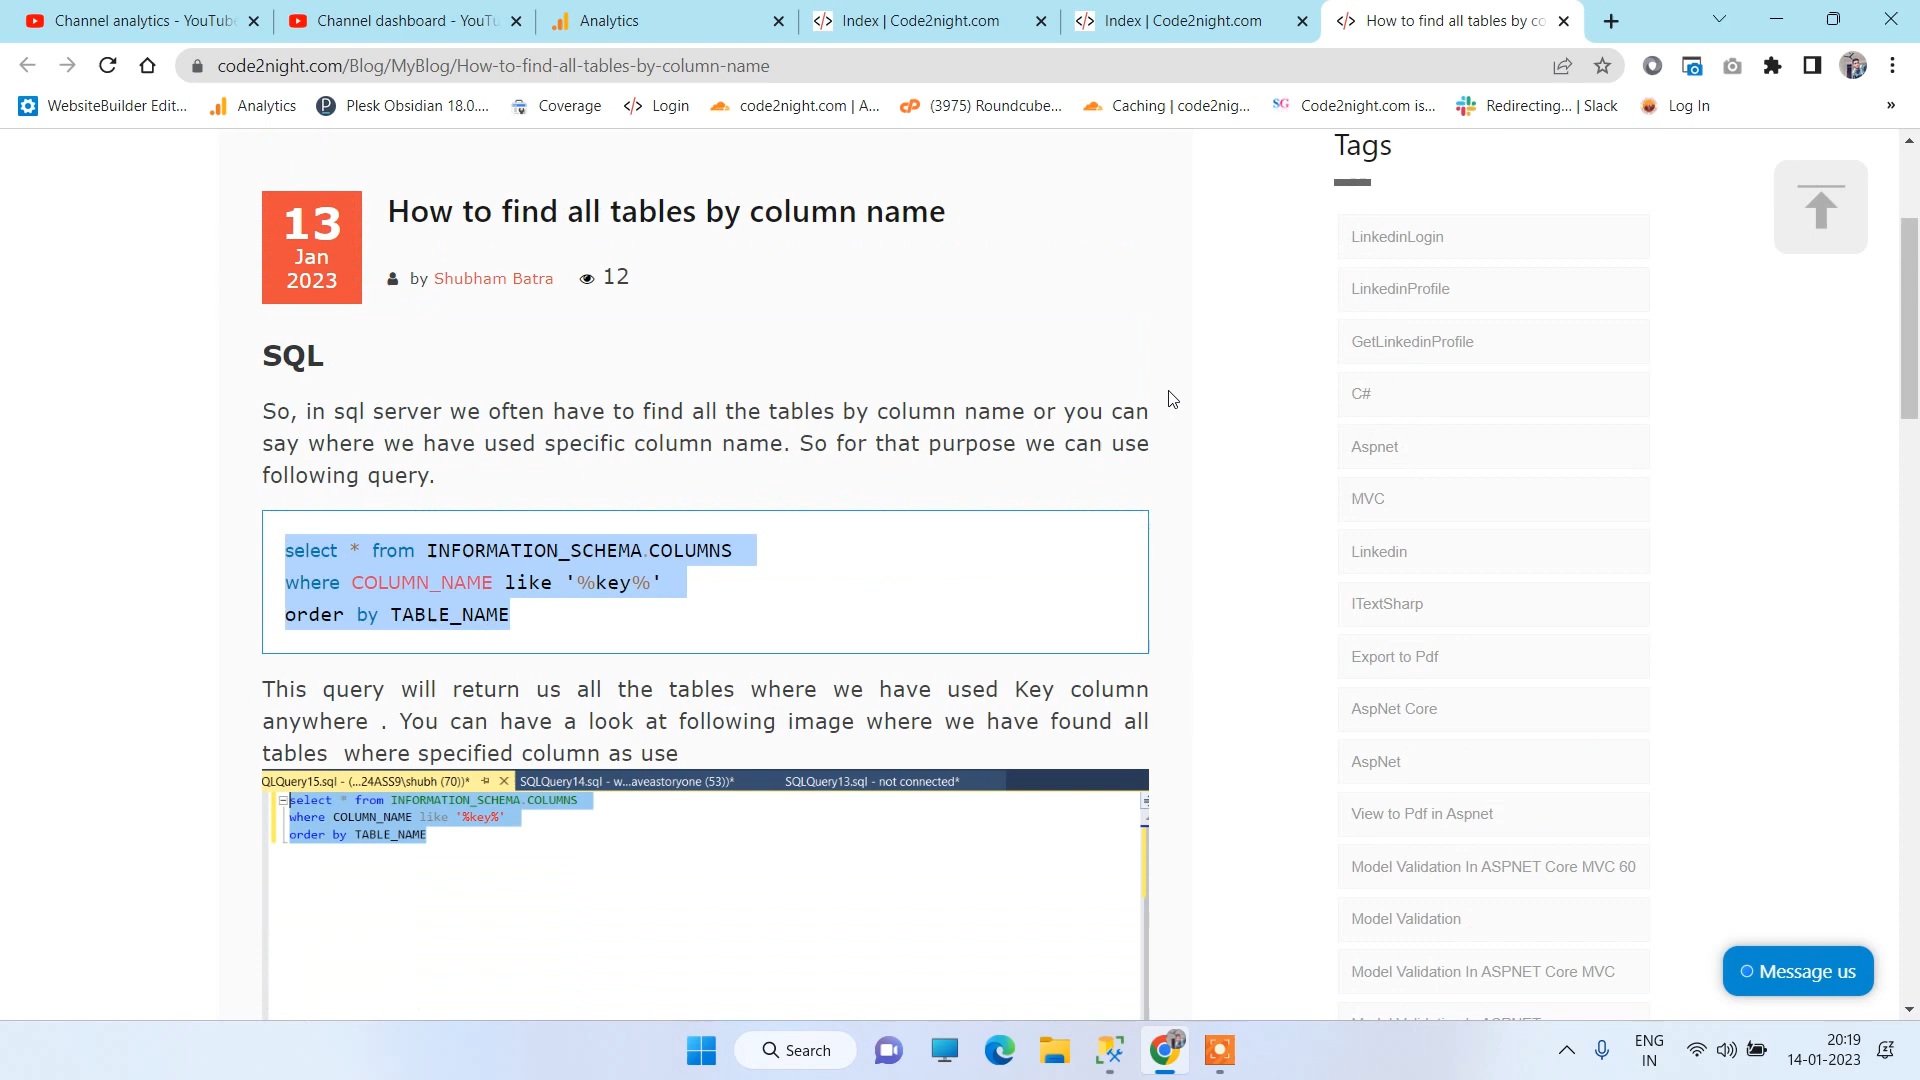 Channel analytics - YouTube
Channel dashboard - YouTu
Analytics
Index | Code2night.com
Index | Code2night.com
How to find all tables by co
code2night.com/Blog/MyBlog/How-to-find-all-tables-by-column-name
WebsiteBuilder Edit...
Analytics
Plesk Obsidian 18.0....
Coverage
Login
code2night.com | A...
(3975) Roundcube...
Caching | code2nig...
SG Code2night.com is...
Redirecting... | Slack
Log In
»
13
Jan
2023
How to find all tables by column name
by Shubham Batra 12
SQL
So, in sql server we often have to find all the tables by column name or you can
say where we have used specific column name. So for that purpose we can use
following query.
select * from INFORMATION_SCHEMA.COLUMNS
where COLUMN_NAME like '%key%'
order by TABLE_NAME
This query will return us all the tables where we have used Key column
anywhere . You can have a look at following image where we have found all
tables where specified column as use
QLQuery15.sql - (...24ASS9\shubh (70))*
SQLQuery14.sql - w...aveastoryone (53))*
SQLQuery13.sql - not connected*
select * from INFORMATION_SCHEMA.COLUMNS
where COLUMN_NAME like '%key%'
order by TABLE_NAME
Tags
LinkedinLogin
LinkedinProfile
GetLinkedinProfile
C#
Aspnet
MVC
Linkedin
ITextSharp
Export to Pdf
AspNet Core
AspNet
View to Pdf in Aspnet
Model Validation In ASPNET Core MVC 60
Model Validation
Model Validation In ASPNET Core MVC
Message us
Search
ENG
IN
20:19
14-01-2023